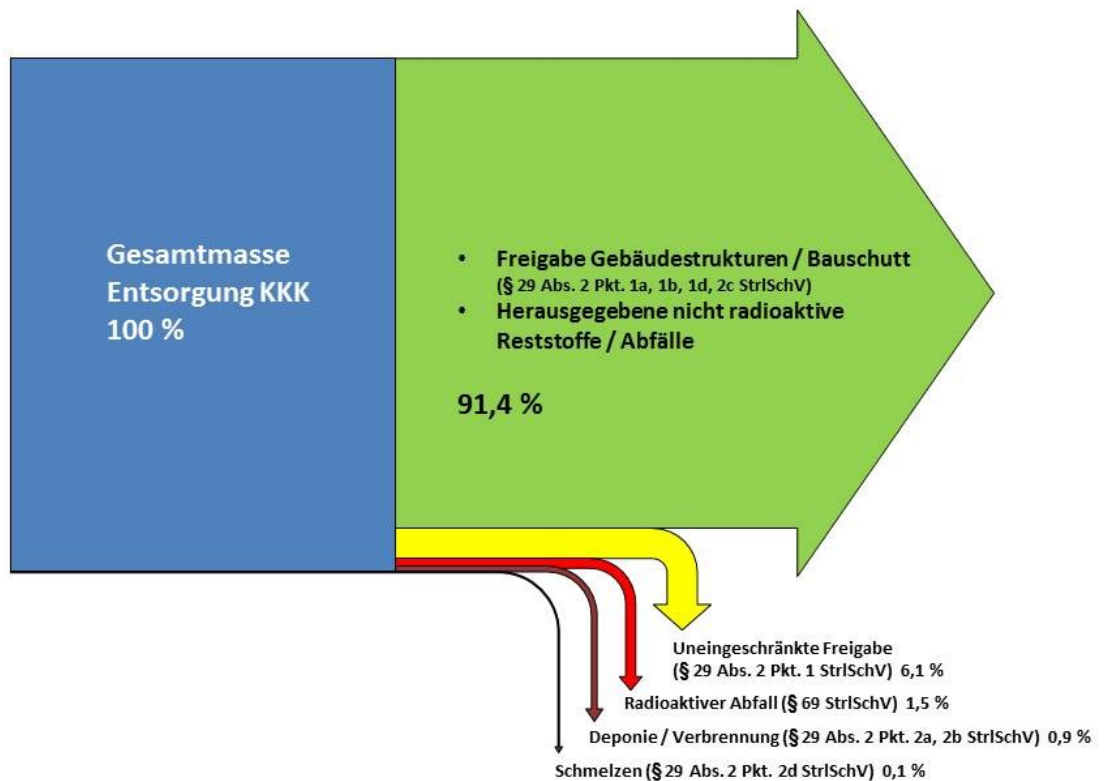 Gesamtmasse
Entsorgung KKK
100 %
• Freigabe Gebäudestrukturen / Bauschutt
(§ 29 Abs. 2 Pkt. 1a, 1b, 1d, 2c StrlSchV)
• Herausgegebene nicht radioaktive
Reststoffe / Abfälle
91,4 %
Uneingeschränkte Freigabe
(§ 29 Abs. 2 Pkt. 1 StrlSchV) 6,1 %
Radioaktiver Abfall (§ 69 StrlSchV) 1,5 %
Deponie / Verbrennung (§ 29 Abs. 2 Pkt. 2a, 2b StrlSchV) 0,9 %
Schmelzen (§ 29 Abs. 2 Pkt. 2d StrlSchV) 0,1 %